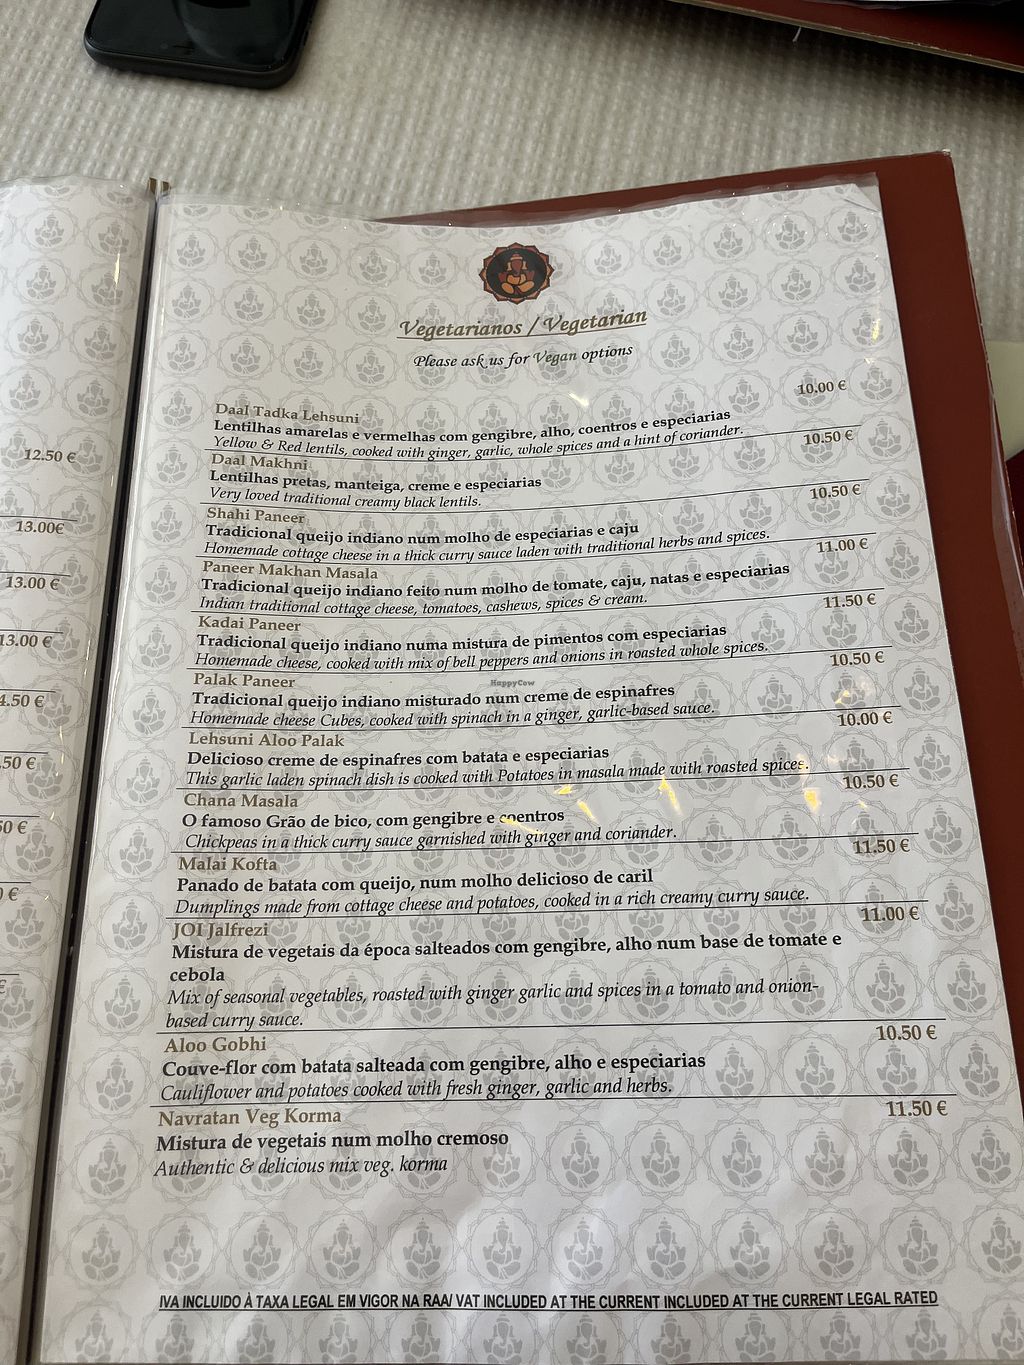 Vegetarianos / Vegetarian
Please ask us for Vegan options
10.00 €
Daal Tadka Lehsuni
Lentilhas amarelas e vermelhas com gengibre, alho, coentros e especiarias
Yellow & Red lentils, cooked with ginger, garlic, whole spices and a hint of coriander.
10.50 €
Daal Makhni
Lentilhas pretas, manteiga, creme e especiarias
Very loved traditional creamy black lentils.
10.50 €
Shahi Paneer
Tradicional queijo indiano num molho de especiarias e caju
Homemade cottage cheese in a thick curry sauce laden with traditional herbs and spices.
11.00 €
Paneer Makhan Masala
Tradicional queijo indiano feito num molho de tomate, caju, natas e especiarias
Indian traditional cottage cheese, tomatoes, cashews, spices & cream.
11.50 €
Kadai Paneer
Tradicional queijo indiano numa mistura de pimentos com especiarias
Homemade cheese, cooked with mix of bell peppers and onions in roasted whole spices.
10.50 €
Palak Paneer
Tradicional queijo indiano misturado num creme de espinafres
Homemade cheese Cubes, cooked with spinach in a ginger, garlic-based sauce.
10.00 €
Lehsuni Aloo Palak
Delicioso creme de espinafres com batata e especiarias
This garlic laden spinach dish is cooked with Potatoes in masala made with roasted spices.
10.50 €
Chana Masala
O famoso Grão de bico, com gengibre e coentros
Chickpeas in a thick curry sauce garnished with ginger and coriander.
11.50 €
Malai Kofta
Panado de batata com queijo, num molho delicioso de caril
Dumplings made from cottage cheese and potatoes, cooked in a rich creamy curry sauce.
11.00 €
JOI Jalfrezi
Mistura de vegetais da época salteados com gengibre, alho num base de tomate e
cebola
Mix of seasonal vegetables, roasted with ginger garlic and spices in a tomato and onion-
based curry sauce.
10.50 €
Aloo Gobhi
Couve-flor com batata salteada com gengibre, alho e especiarias
Cauliflower and potatoes cooked with fresh ginger, garlic and herbs.
11.50 €
Navratan Veg Korma
Mistura de vegetais num molho cremoso
Authentic & delicious mix veg. korma
IVA INCLUIDO À TAXA LEGAL EM VIGOR NA RAA/ VAT INCLUDED AT THE CURRENT INCLUDED AT THE CURRENT LEGAL RATED
12.50 €
13.00€
13.00 €
13.00 €
4.50 €
.50 €
50 €
€
€
HappyCow